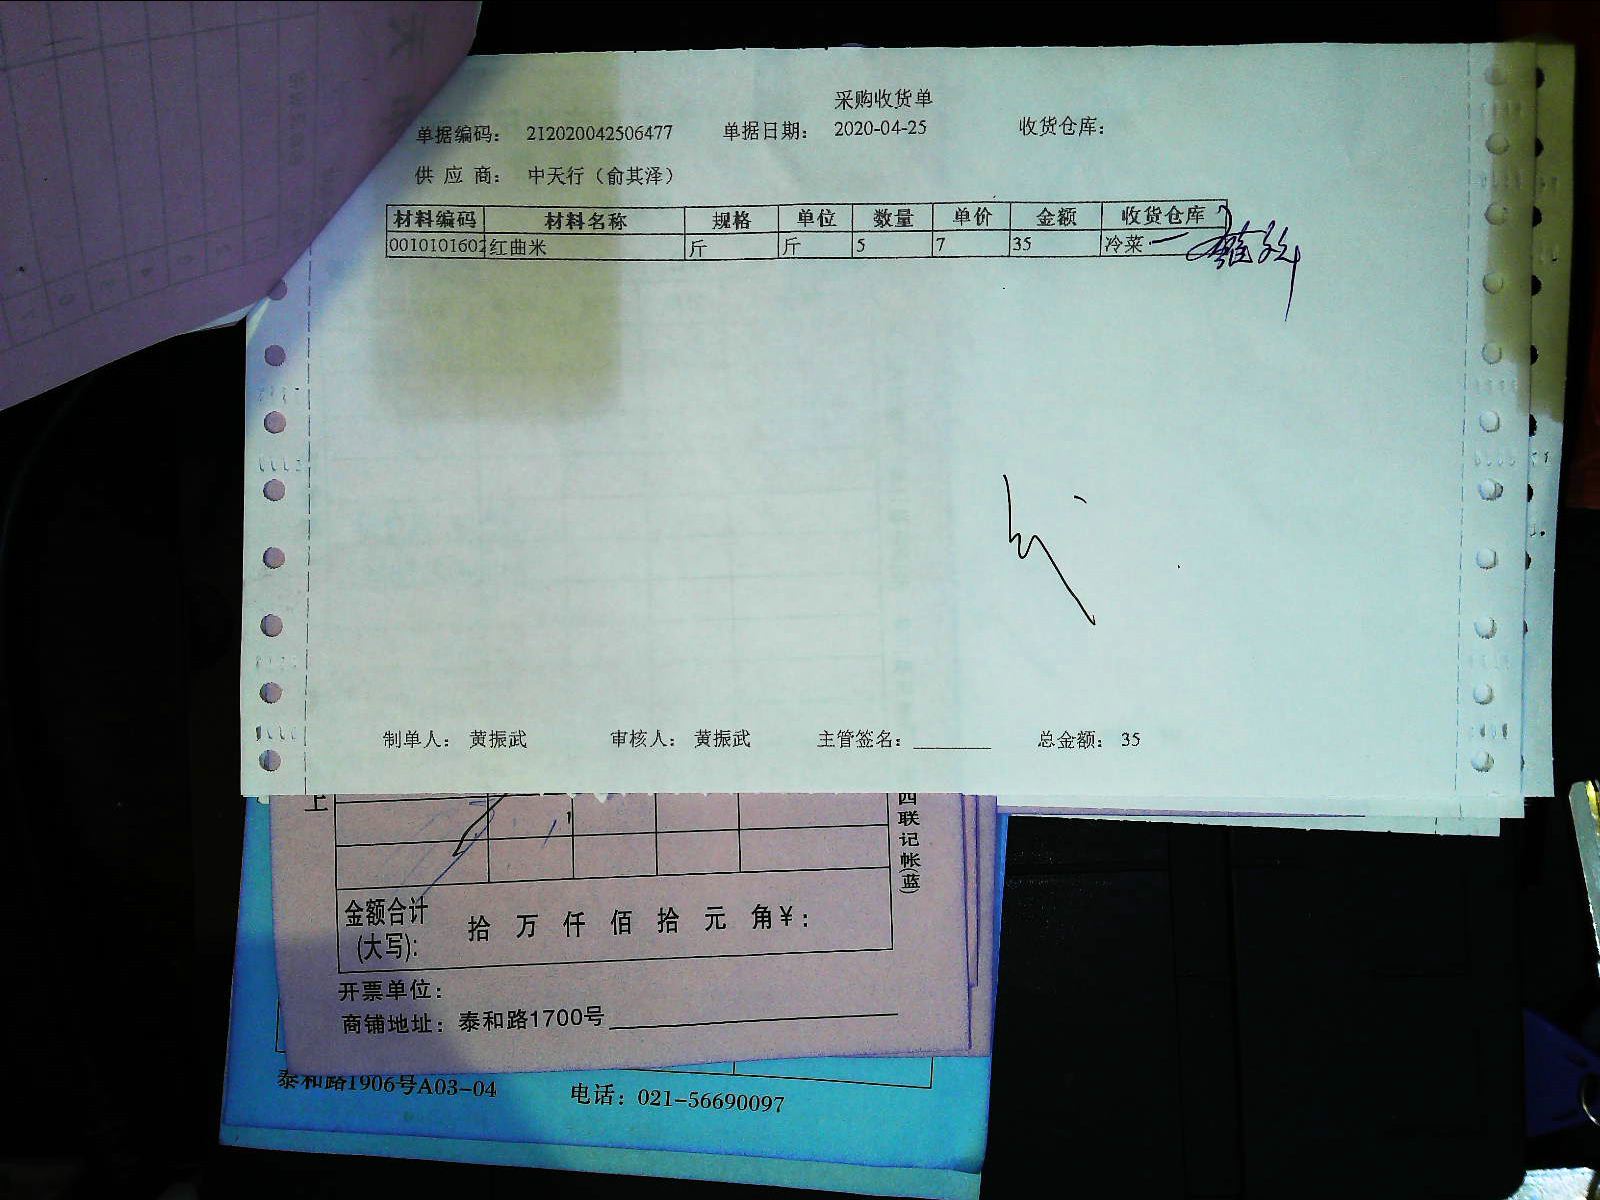 采购收货单
单据编码： 212020042506477 单据日期： 2020-04-25 收货仓库：
供 应 商： 中天行（俞其泽）
材料编码 材料名称 规格 单位 数量 单价 金额 收货仓库
0010101602 红曲米 斤 斤 5 7 35 冷菜
制单人： 黄振武 审核人： 黄振武 主管签名： 总金额： 35
四联记帐(蓝)
金额合计
(大写): 拾 万 仟 佰 拾 元 角¥:
开票单位：
商铺地址：泰和路1700号
泰和路1906号A03-04 电话：021-56690097